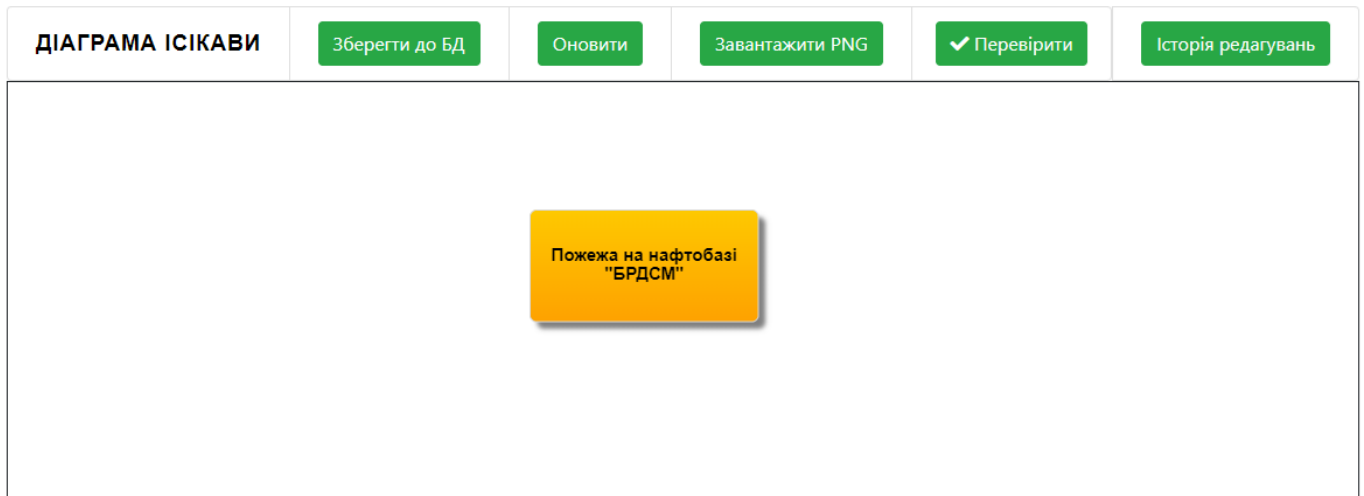 ДІАГРАМА ІСІКАВИ
Зберегти до БД
Оновити
Завантажити PNG
Перевірити
Історія редагувань
Пожежа на нафтобазі
"БРДСМ"